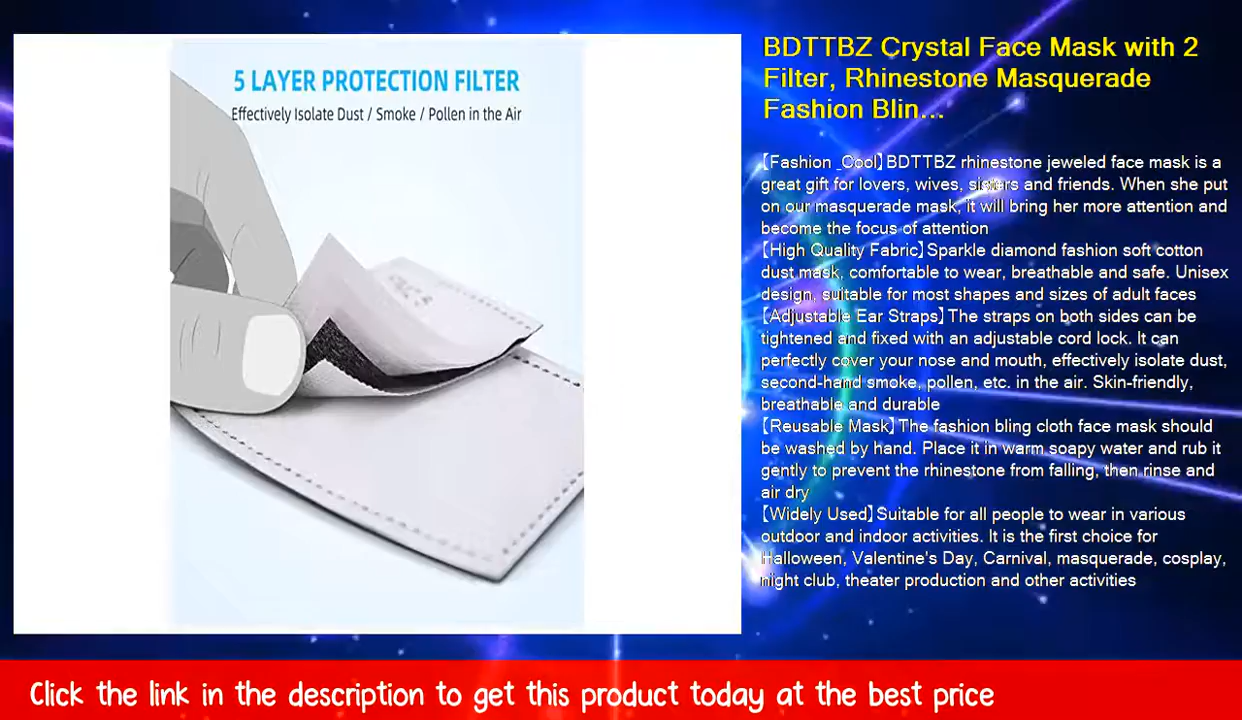 5 LAYER PROTECTION FILTER
Effectively Isolate Dust / Smoke / Pollen in the Air
BDTTBZ Crystal Face Mask with 2
Filter, Rhinestone Masquerade
Fashion Blin...
【Fashion _Cool】BDTTBZ rhinestone jeweled face mask is a
great gift for lovers, wives, sisters and friends. When she put
on our masquerade mask, it will bring her more attention and
become the focus of attention
【High Quality Fabric】Sparkle diamond fashion soft cotton
dust mask, comfortable to wear, breathable and safe. Unisex
design, suitable for most shapes and sizes of adult faces
【Adjustable Ear Straps】The straps on both sides can be
tightened and fixed with an adjustable cord lock. It can
perfectly cover your nose and mouth, effectively isolate dust,
second-hand smoke, pollen, etc. in the air. Skin-friendly,
breathable and durable
【Reusable Mask】The fashion bling cloth face mask should
be washed by hand. Place it in warm soapy water and rub it
gently to prevent the rhinestone from falling, then rinse and
air dry
【Widely Used】Suitable for all people to wear in various
outdoor and indoor activities. It is the first choice for
Halloween, Valentine's Day, Carnival, masquerade, cosplay,
night club, theater production and other activities
Click the link in the description to get this product today at the best price